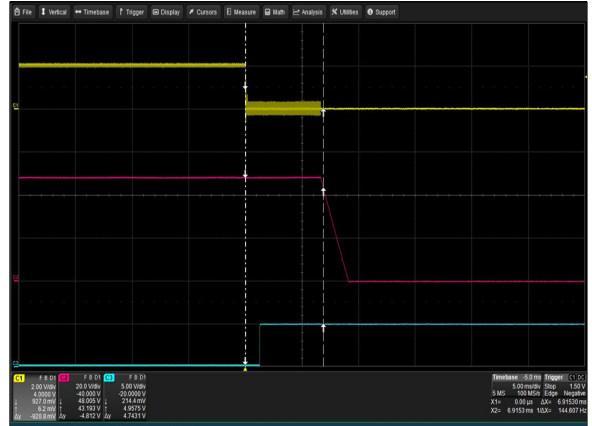 File Vertical Timebase Trigger Display Cursors Measure Math Analysis Utilities Support
C1 F B D1 C2 F B D1 C3 F B D1
2.00 V/div 20.0 V/div 5.00 V/div
4.0000 V -40.000 V -20.0000 V
927.0 mV 48.005 V 214.4 mV
6.2 mV 43.193 V 4.9575 V
Δy -920.8 mV Δy -4.812 V Δy 4.7431 V
Timebase -5.0 ms Trigger C1 DC
5.00 ms/div Stop 1.50 V
5 MS 100 MS/s Edge Negative
X1= 0.00 µs ΔX= 6.91530 ms
X2= 6.9153 ms 1/ΔX= 144.607 Hz